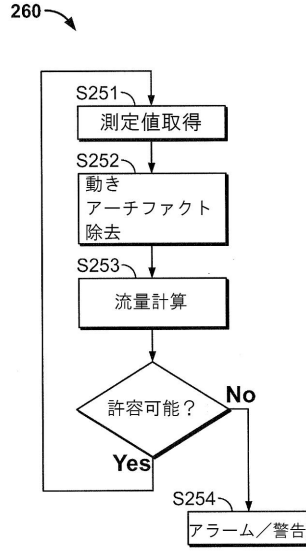 260
S251
測定値取得
S252
動き
アーチファクト
除去
S253
流量計算
許容可能？
No
Yes
S254
アラーム／警告